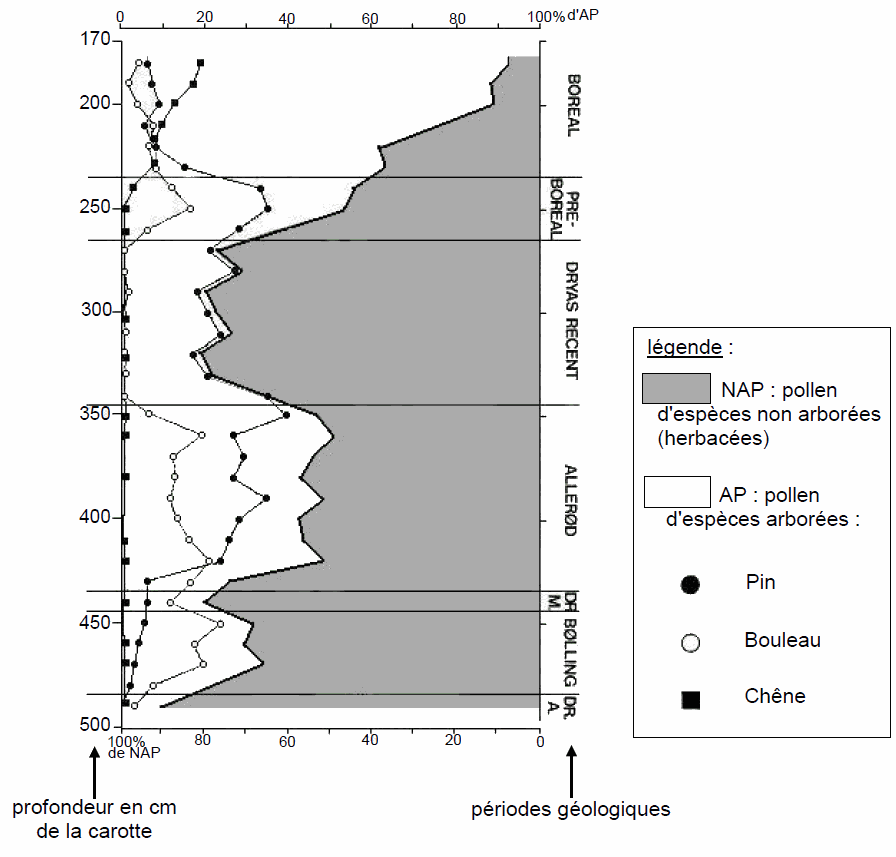 0 20 40 60 80 100% d'AP
170
200
250
300
350
400
450
500
BOREAL
PRE-
BOREAL
DRYAS RECENT
ALLERØD
DR
M.
BØLLING
DR.
A.
100% 80 60 40 20 0
de NAP
profondeur en cm
de la carotte
périodes géologiques
légende :
NAP : pollen
d'espèces non arborées
(herbacées)
AP : pollen
d'espèces arborées :
Pin
Bouleau
Chêne